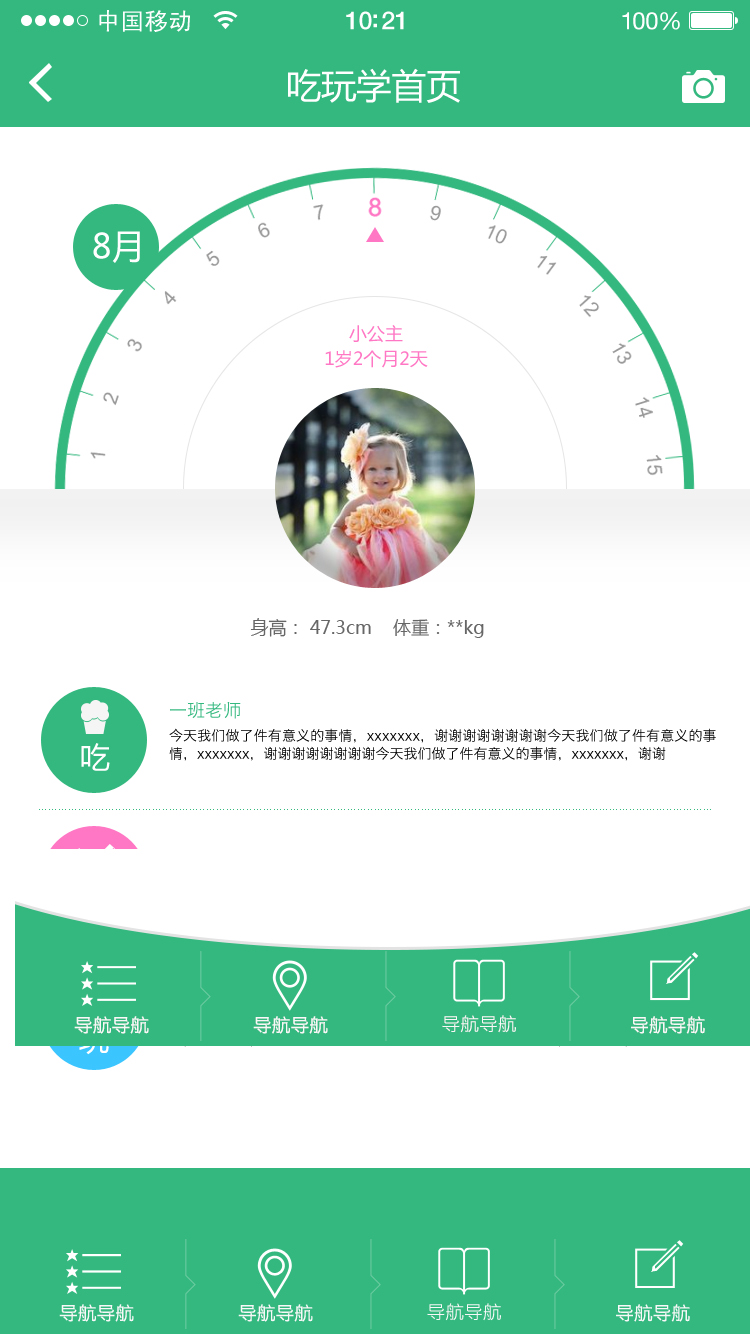 中国移动 10:21 100%
吃玩学首页
8月
1 2 3 4 5 6 7 8 9 10 11 12 13 14 15
小公主
1岁2个月2天
身高： 47.3cm 体重：**kg
吃
一班老师
今天我们做了件有意义的事情，xxxxxxx，谢谢谢谢谢谢谢谢今天我们做了件有意义的事
情，xxxxxxx，谢谢谢谢谢谢谢谢今天我们做了件有意义的事情，xxxxxxx，谢谢
导航导航 导航导航 导航导航 导航导航
导航导航 导航导航 导航导航 导航导航